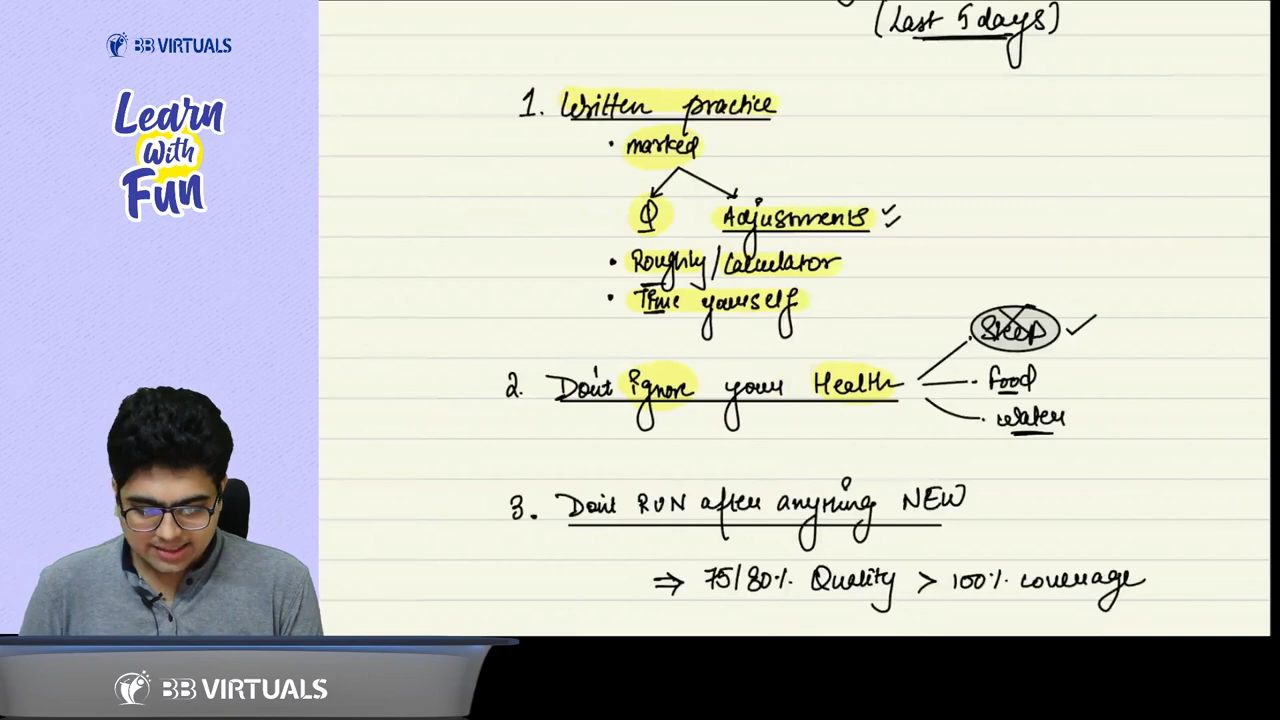 BB VIRTUALS
Learn
With
Fun
(Last 5 days)
1. Written practice
• marked
Q Adjustments
• Roughly/Calculator
• Time yourself
2. Don't ignore your Health
Sleep
• food
• water
3. Don't RUN after anything NEW
⇒ 75/80% Quality > 100% coverage
BB VIRTUALS